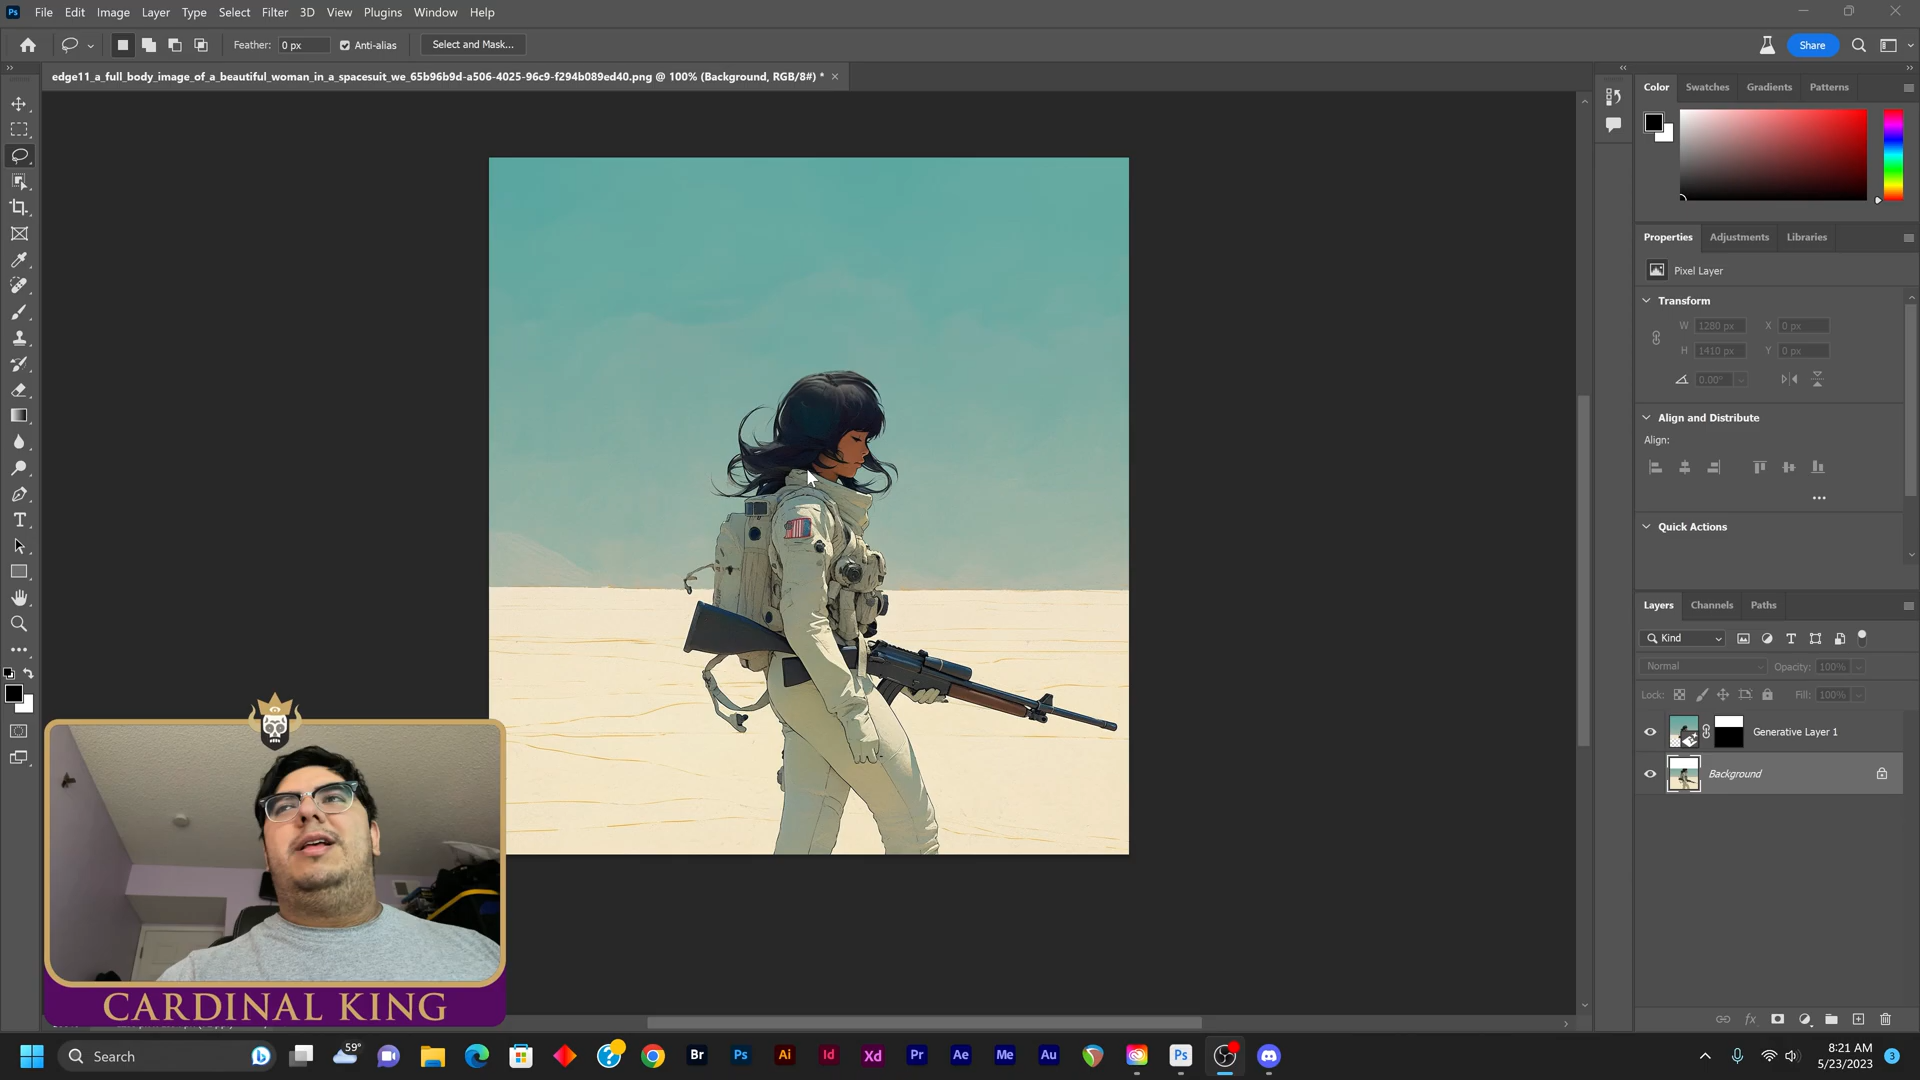 Ps File Edit Image Layer Type Select Filter 3D View Plugins Window Help
Feather: 0 px Anti-alias Select and Mask... Share
edge11_a_full_body_image_of_a_beautiful_woman_in_a_spacesuit_we_65b96b9d-a506-4025-96c9-f294b089ed40.png @ 100% (Background, RGB/8#) *
Color Swatches Gradients Patterns
Properties Adjustments Libraries
Pixel Layer
Transform
W 1280 px X 0 px
H 1410 px Y 0 px
0.00°
Align and Distribute
Align:
Quick Actions
Layers Channels Paths
Kind
Normal Opacity: 100%
Lock: Fill: 100%
Generative Layer 1
Background
CARDINAL KING
Search 59° Br Ps Ai Id Xd Pr Ae Me Au Ps 8:21 AM
5/23/2023 3